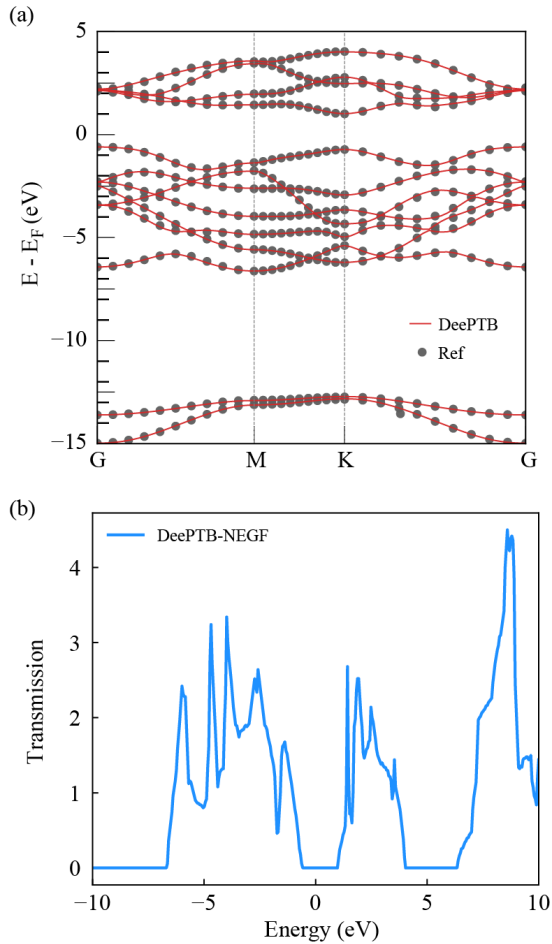 (a)
5
0
−5
−10
−15
E - E_F (eV)
DeePTB
Ref
G M K G
(b)
DeePTB-NEGF
4
3
2
1
0
Transmission
−10 −5 0 5 10
Energy (eV)